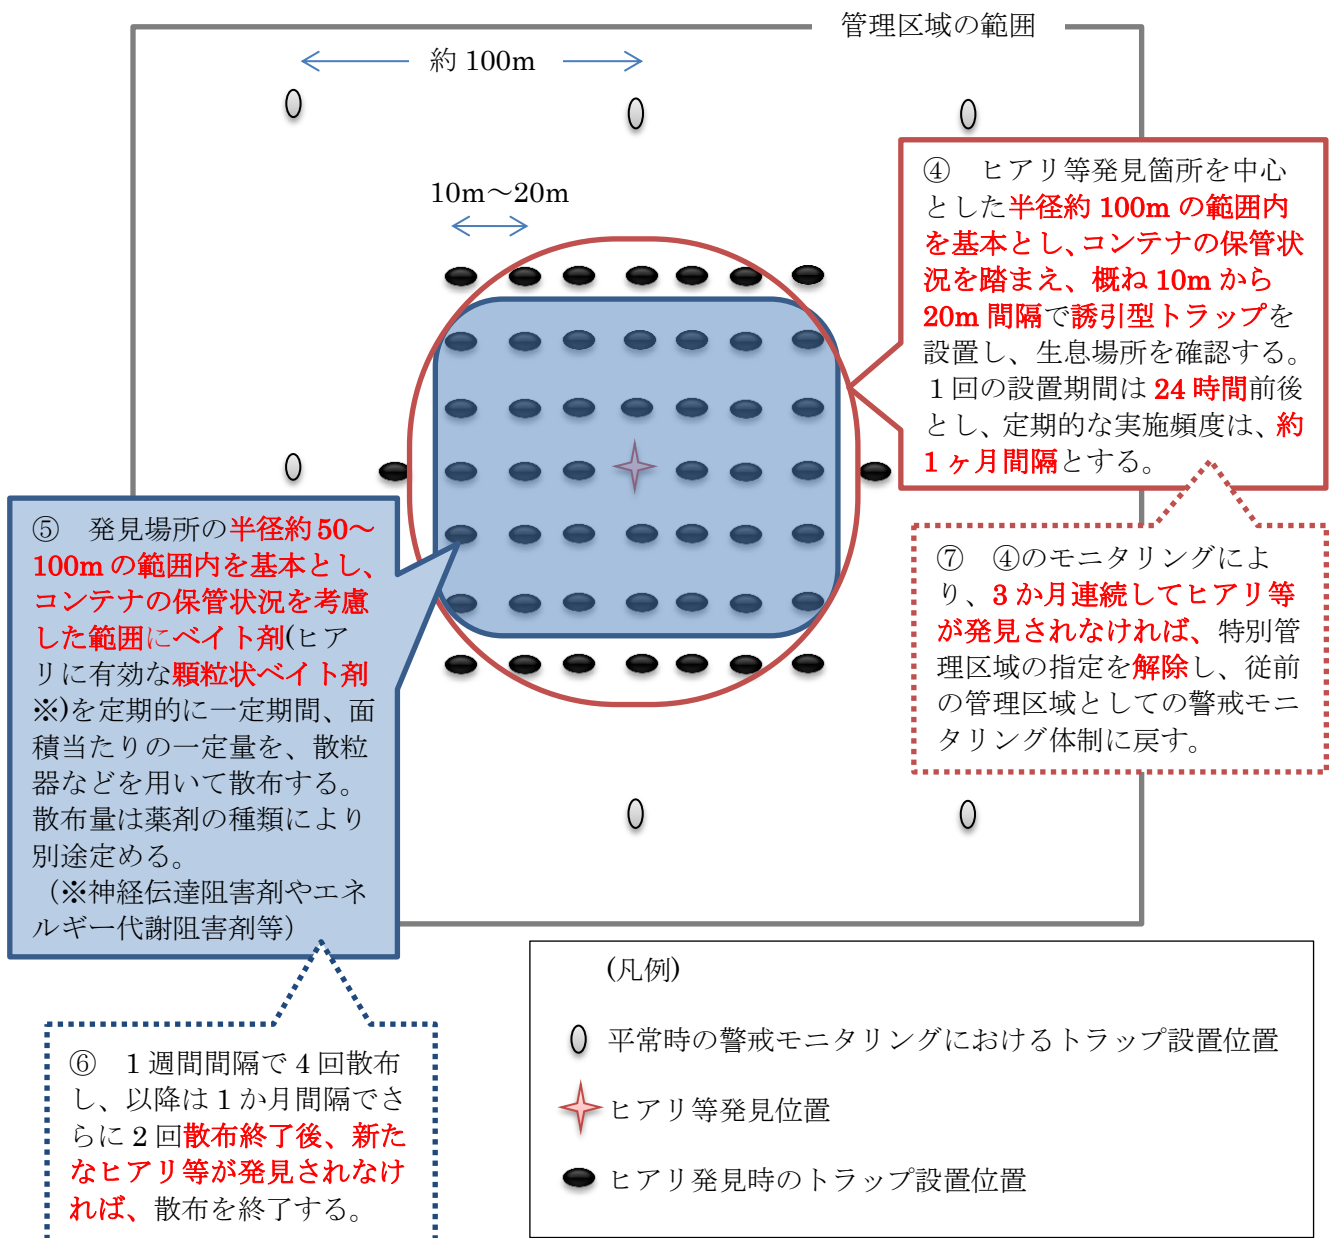 管理区域の範囲
約 100m
10m～20m
④　ヒアリ等発見箇所を中心
とした半径約 100m の範囲内
を基本とし、コンテナの保管状
況を踏まえ、概ね 10m から
20m 間隔で誘引型トラップを
設置し、生息場所を確認する。
１回の設置期間は 24 時間前後
とし、定期的な実施頻度は、約
１ヶ月間隔とする。
⑤　発見場所の半径約 50～
100m の範囲内を基本とし、
コンテナの保管状況を考慮
した範囲にベイト剤(ヒア
リに有効な顆粒状ベイト剤
※)を定期的に一定期間、面
積当たりの一定量を、散粒
器などを用いて散布する。
散布量は薬剤の種類により
別途定める。
（※神経伝達阻害剤やエネ
ルギー代謝阻害剤等）
⑦　④のモニタリングによ
り、3 か月連続してヒアリ等
が発見されなければ、特別管
理区域の指定を解除し、従前
の管理区域としての警戒モニ
タリング体制に戻す。
⑥　1 週間間隔で 4 回散布
し、以降は 1 か月間隔でさ
らに 2 回散布終了後、新た
なヒアリ等が発見されなけ
れば、散布を終了する。
(凡例)
平常時の警戒モニタリングにおけるトラップ設置位置
ヒアリ等発見位置
ヒアリ発見時のトラップ設置位置